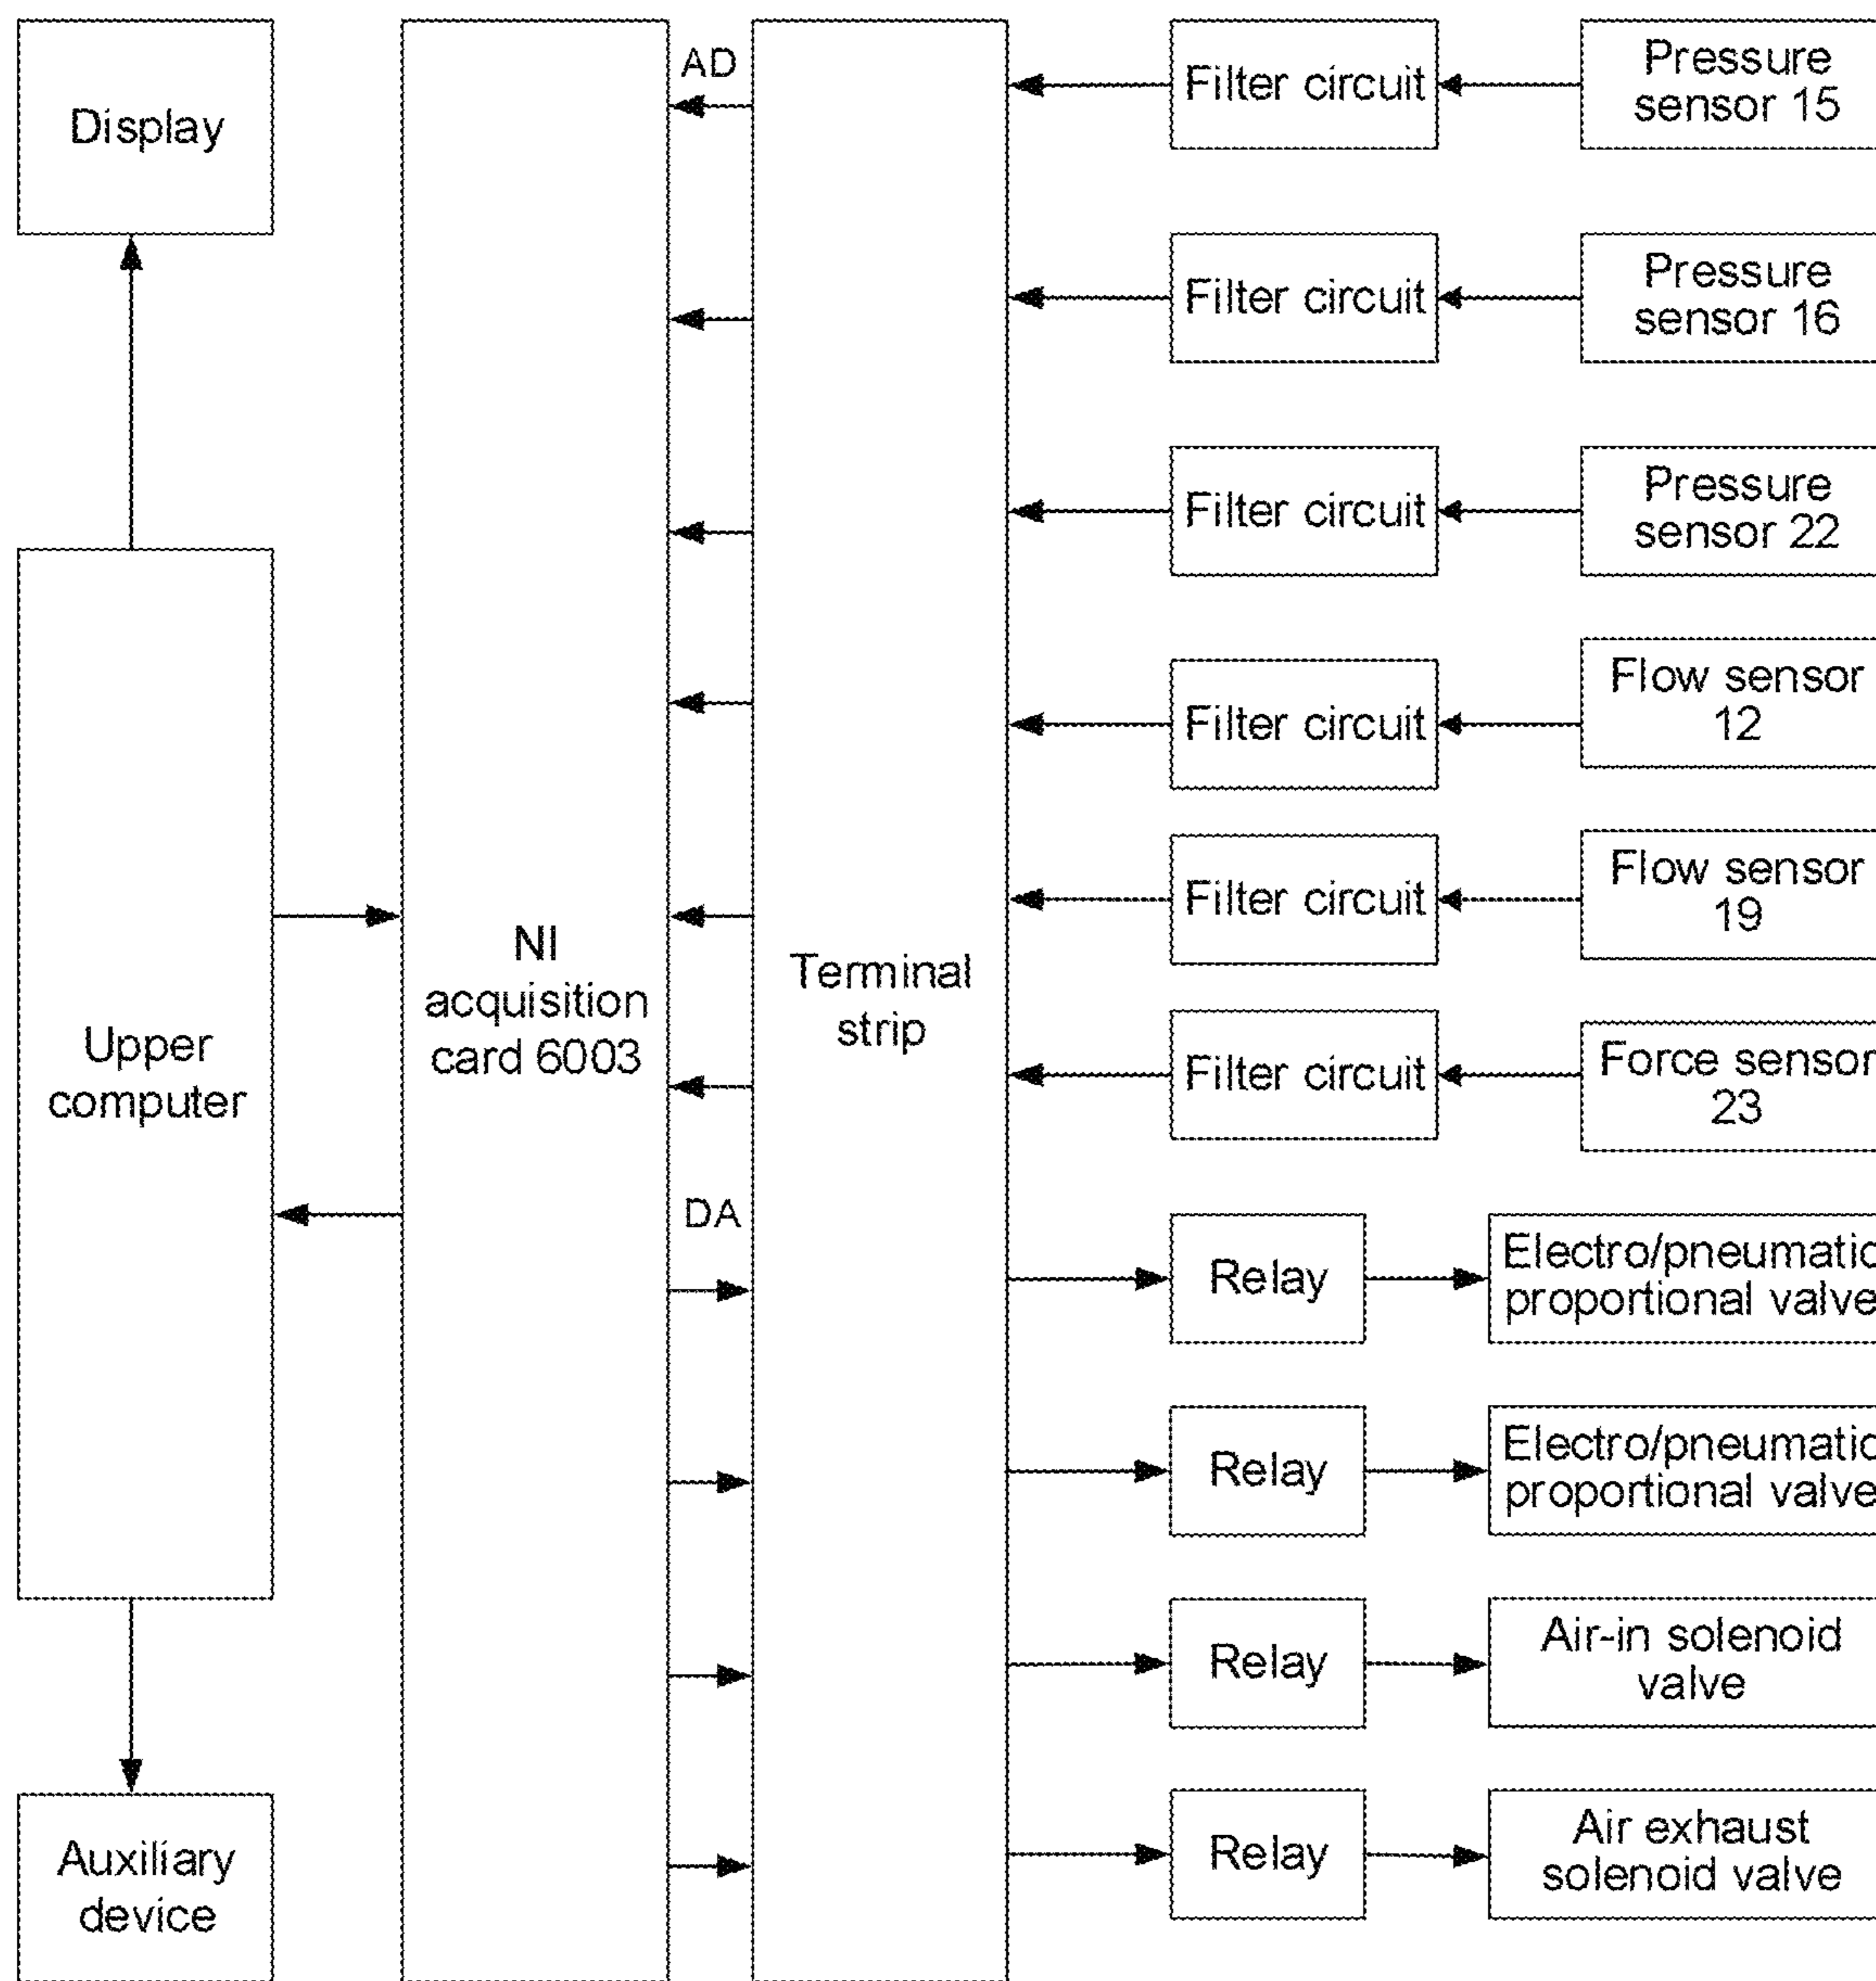 Display
Upper
computer
Auxiliary
device
NI
acquisition
card 6003
AD
DA
Terminal
strip
Filter circuit
Pressure
sensor 15
Filter circuit
Pressure
sensor 16
Filter circuit
Pressure
sensor 22
Filter circuit
Flow sensor
12
Filter circuit
Flow sensor
19
Filter circuit
Force sensor
23
Relay
Electro/pneumatic
proportional valve
Relay
Electro/pneumatic
proportional valve
Relay
Air-in solenoid
valve
Relay
Air exhaust
solenoid valve